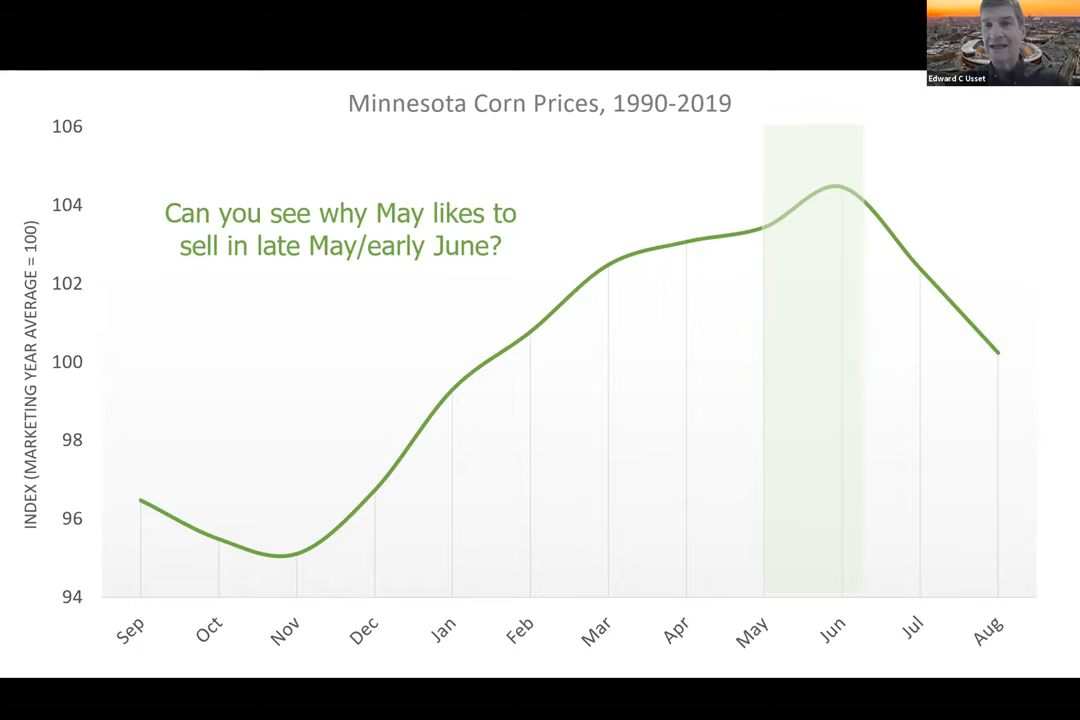 Edward C Usset
Minnesota Corn Prices, 1990-2019
106
104
102
100
98
96
94
INDEX (MARKETING YEAR AVERAGE = 100)
Can you see why May likes to
sell in late May/early June?
Sep
Oct
Nov
Dec
Jan
Feb
Mar
Apr
May
Jun
Jul
Aug